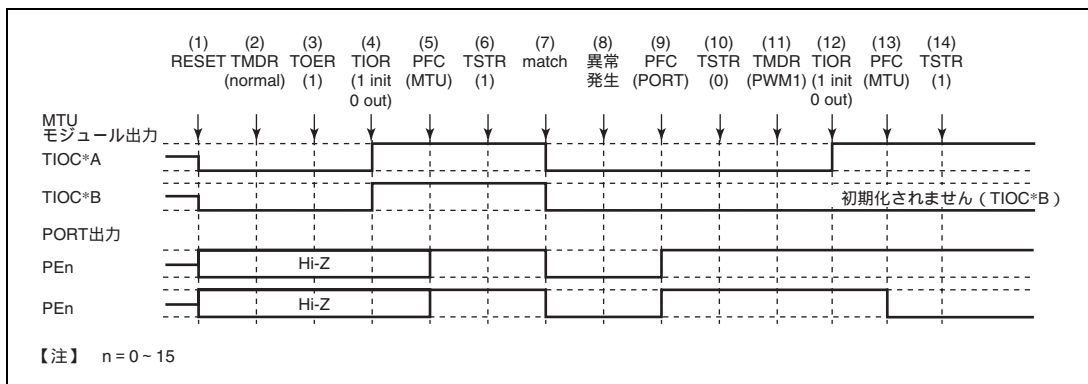 (1) (2) (3) (4) (5) (6) (7) (8) (9) (10) (11) (12) (13) (14)
RESET TMDR TOER TIOR PFC TSTR match 異常 PFC TSTR TMDR TIOR PFC TSTR
(normal) (1) (1 init (MTU) (1) 発生 (PORT) (0) (PWM1) (1 init (MTU) (1)
0 out) 0 out)
MTU
モジュール出力
TIOC*A
TIOC*B 初期化されません(TIOC*B)
PORT出力
PEn Hi-Z
PEn Hi-Z
【注】 n = 0~15